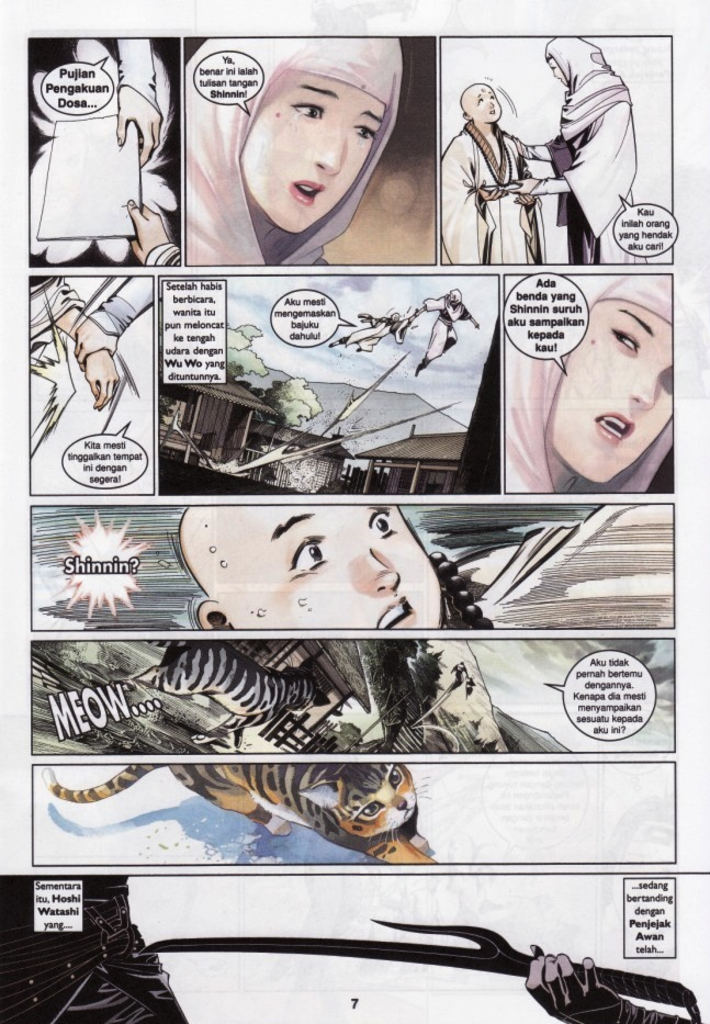 Pujian
Pengakuan
Dosa...
Ya,
benar ini ialah
tulisan tangan
Shinnin!
Kau
inilah orang
yang hendak
aku cari!
Kita mesti
tinggalkan tempat
ini dengan
segera!
Setelah habis
berbicara,
wanita itu
pun meloncat
ke tengah
udara dengan
Wu Wo yang
dituntunnya.
Aku mesti
mengemaskan
bajuku
dahulu!
Ada
benda yang
Shinnin suruh
aku sampaikan
kepada
kau!
Shinnin?
MEOW....
Aku tidak
pernah bertemu
dengannya.
Kenapa dia mesti
menyampaikan
sesuatu kepada
aku ini?
Sementara
itu, Hoshi
Watashi
yang....
...sedang
bertanding
dengan
Penjejak
Awan
telah...
7